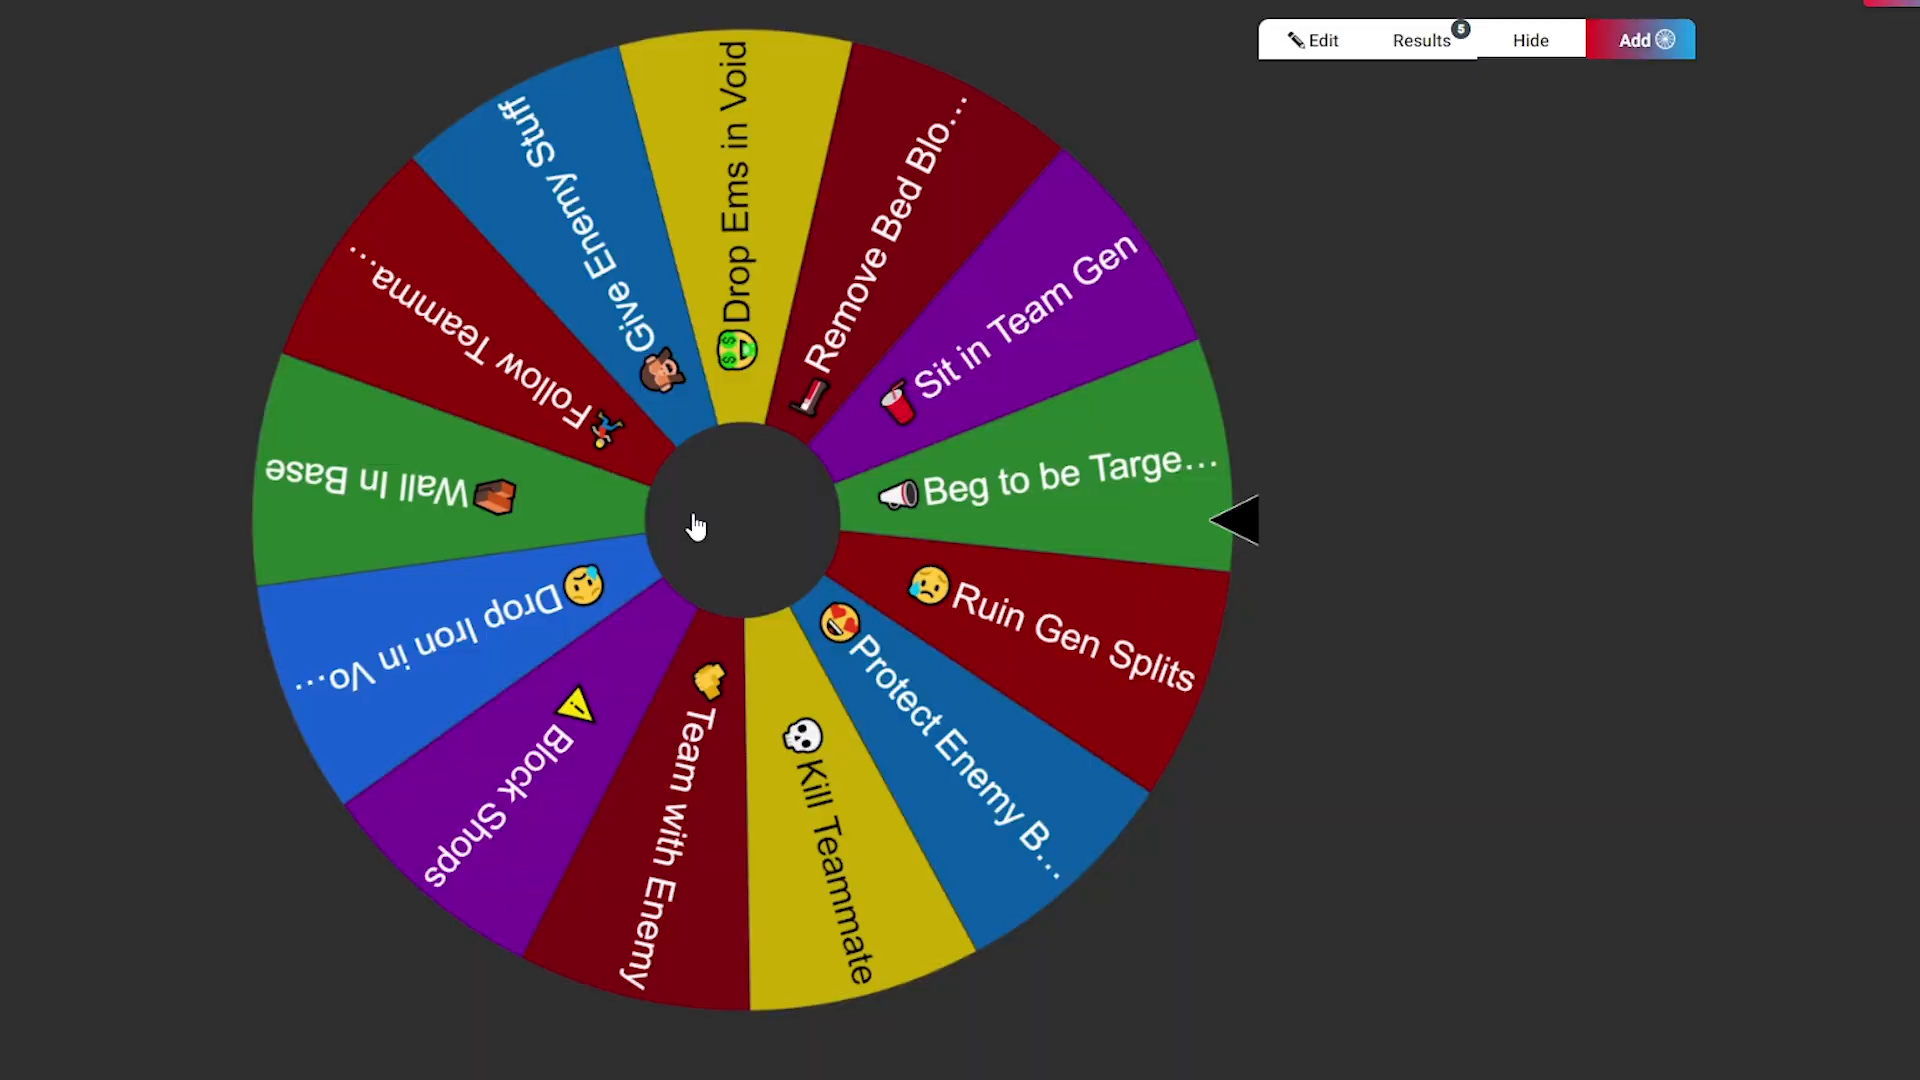 Edit
Results
5
Hide
Add
Drop Ems in Void
Remove Bed Blo...
Sit in Team Gen
Beg to be Targe...
Ruin Gen Splits
Protect Enemy B...
Kill Teammate
Team with Enemy
Block Shops
Drop Iron in Vo...
Wall In Base
Follow Teamma...
Give Enemy Stuff